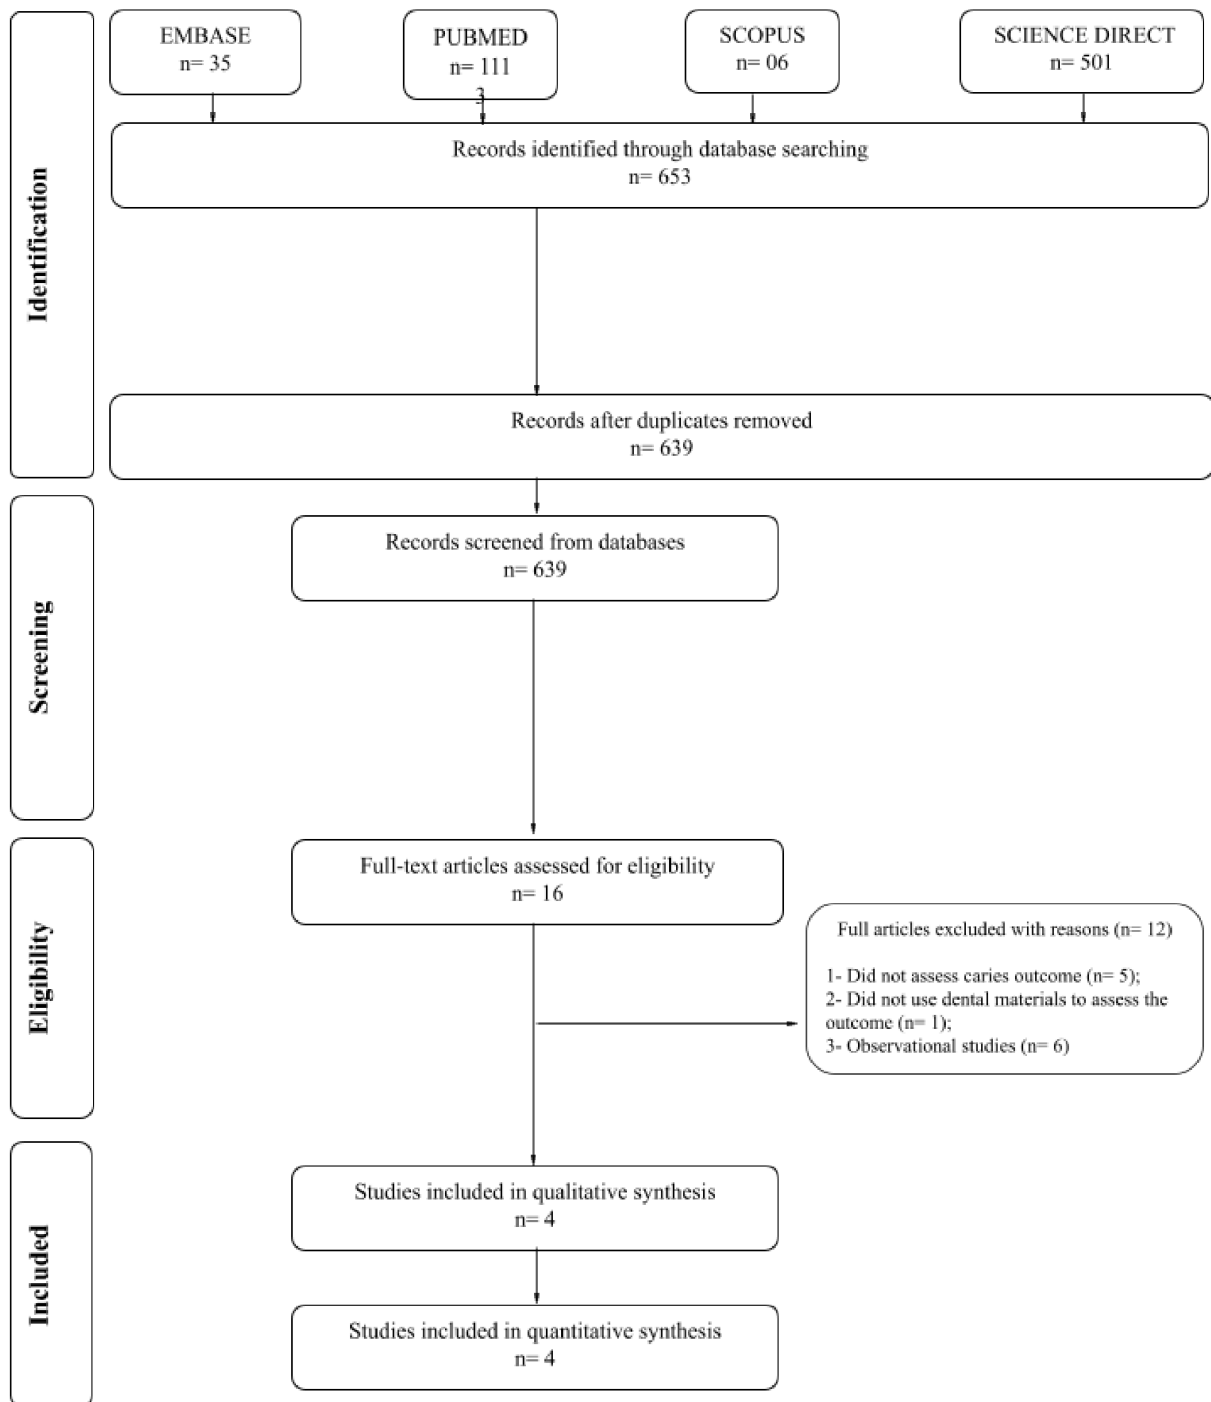 EMBASE
n= 35
PUBMED
n= 111
3
SCOPUS
n= 06
SCIENCE DIRECT
n= 501
Identification
Records identified through database searching
n= 653
Records after duplicates removed
n= 639
Screening
Records screened from databases
n= 639
Eligibility
Full-text articles assessed for eligibility
n= 16
Full articles excluded with reasons (n= 12)
1- Did not assess caries outcome (n= 5);
2- Did not use dental materials to assess the
outcome (n= 1);
3- Observational studies (n= 6)
Included
Studies included in qualitative synthesis
n= 4
Studies included in quantitative synthesis
n= 4